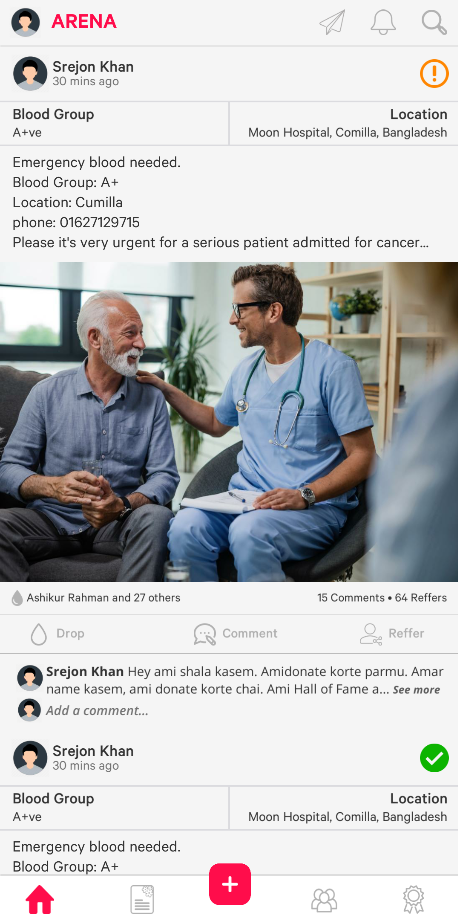 ARENA
Srejon Khan
30 mins ago
Blood Group
A+ve
Location
Moon Hospital, Comilla, Bangladesh
Emergency blood needed.
Blood Group: A+
Location: Cumilla
phone: 01627129715
Please it's very urgent for a serious patient admitted for cancer...
Ashikur Rahman and 27 others
15 Comments • 64 Reffers
Drop
Comment
Reffer
Srejon Khan Hey ami shala kasem. Amidonate korte parmu. Amar
name kasem, ami donate korte chai. Ami Hall of Fame a... See more
Add a comment...
Srejon Khan
30 mins ago
Blood Group
A+ve
Location
Moon Hospital, Comilla, Bangladesh
Emergency blood needed.
Blood Group: A+